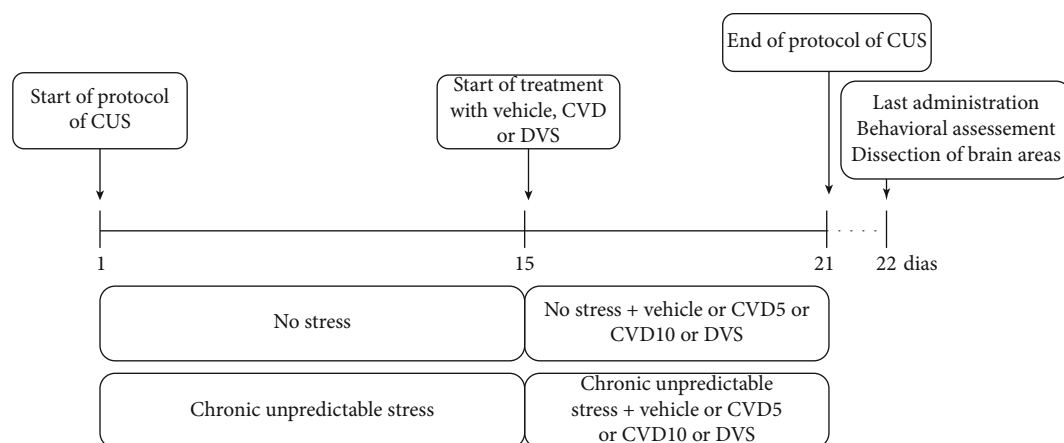 Start of protocol
of CUS
Start of treatment
with vehicle, CVD
or DVS
End of protocol of CUS
Last administration
Behavioral assessement
Dissection of brain areas
1
15
21
22 dias
No stress
No stress + vehicle or CVD5 or
CVD10 or DVS
Chronic unpredictable stress
Chronic unpredictable
stress + vehicle or CVD5
or CVD10 or DVS